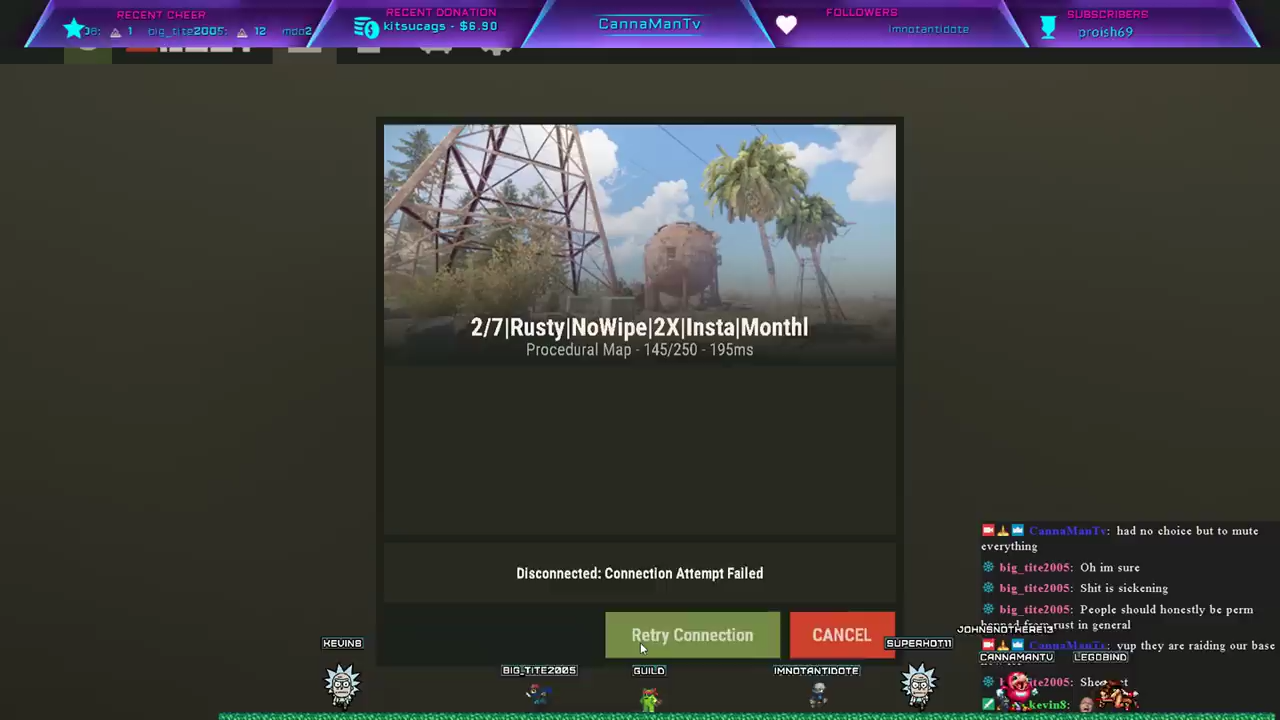 RECENT CHEER
1 big_tite2005: 12
RECENT DONATION
kitsucags - $6.90
CannaManTv
FOLLOWERS
imnotantidote
SUBSCRIBERS
proish69
2/7|Rusty|NoWipe|2X|Insta|Monthl
Procedural Map - 145/250 - 195ms
Disconnected: Connection Attempt Failed
Retry Connection
CANCEL
CannaManTv: had no choice but to mute
everything
big_tite2005: Oh im sure
big_tite2005: Shit is sickening
big_tite2005: People should honestly be perm
from rust in general
JOHNSNOTHERE13
CannaManTv: yup they are raiding our base
KEVIN8
BIG_TITE2005
GUILD
IMNOTANTIDOTE
SUPERHOT11
CANNAMANTV
LEGOBIND
kevin8: